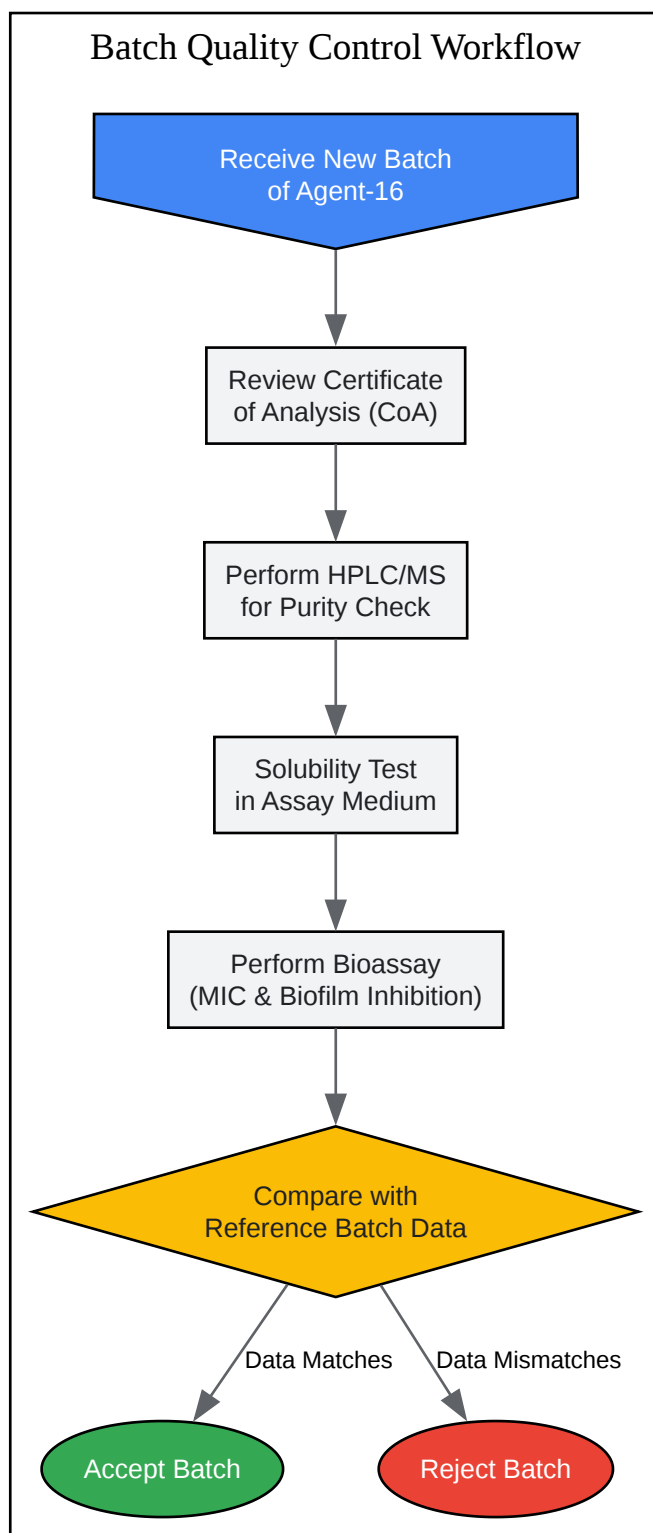 Batch Quality Control Workflow
Receive New Batch
of Agent-16
Review Certificate
of Analysis (CoA)
Perform HPLC/MS
for Purity Check
Solubility Test
in Assay Medium
Perform Bioassay
(MIC & Biofilm Inhibition)
Compare with
Reference Batch Data
Data Matches
Data Mismatches
Accept Batch
Reject Batch